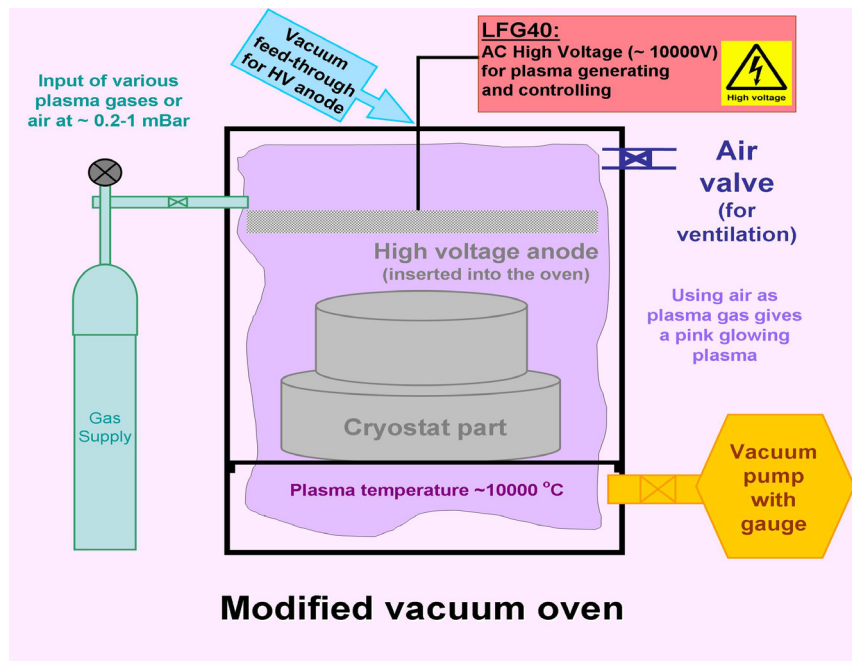 LFG40:
AC High Voltage (~ 10000V)
for plasma generating
and controlling
High voltage
Vacuum
feed-through
for HV anode
Input of various
plasma gases or
air at ~ 0.2-1 mBar
Air
valve
(for
ventilation)
High voltage anode
(inserted into the oven)
Using air as
plasma gas gives
a pink glowing
plasma
Gas
Supply
Cryostat part
Plasma temperature ~10000 °C
Vacuum
pump
with
gauge
Modified vacuum oven